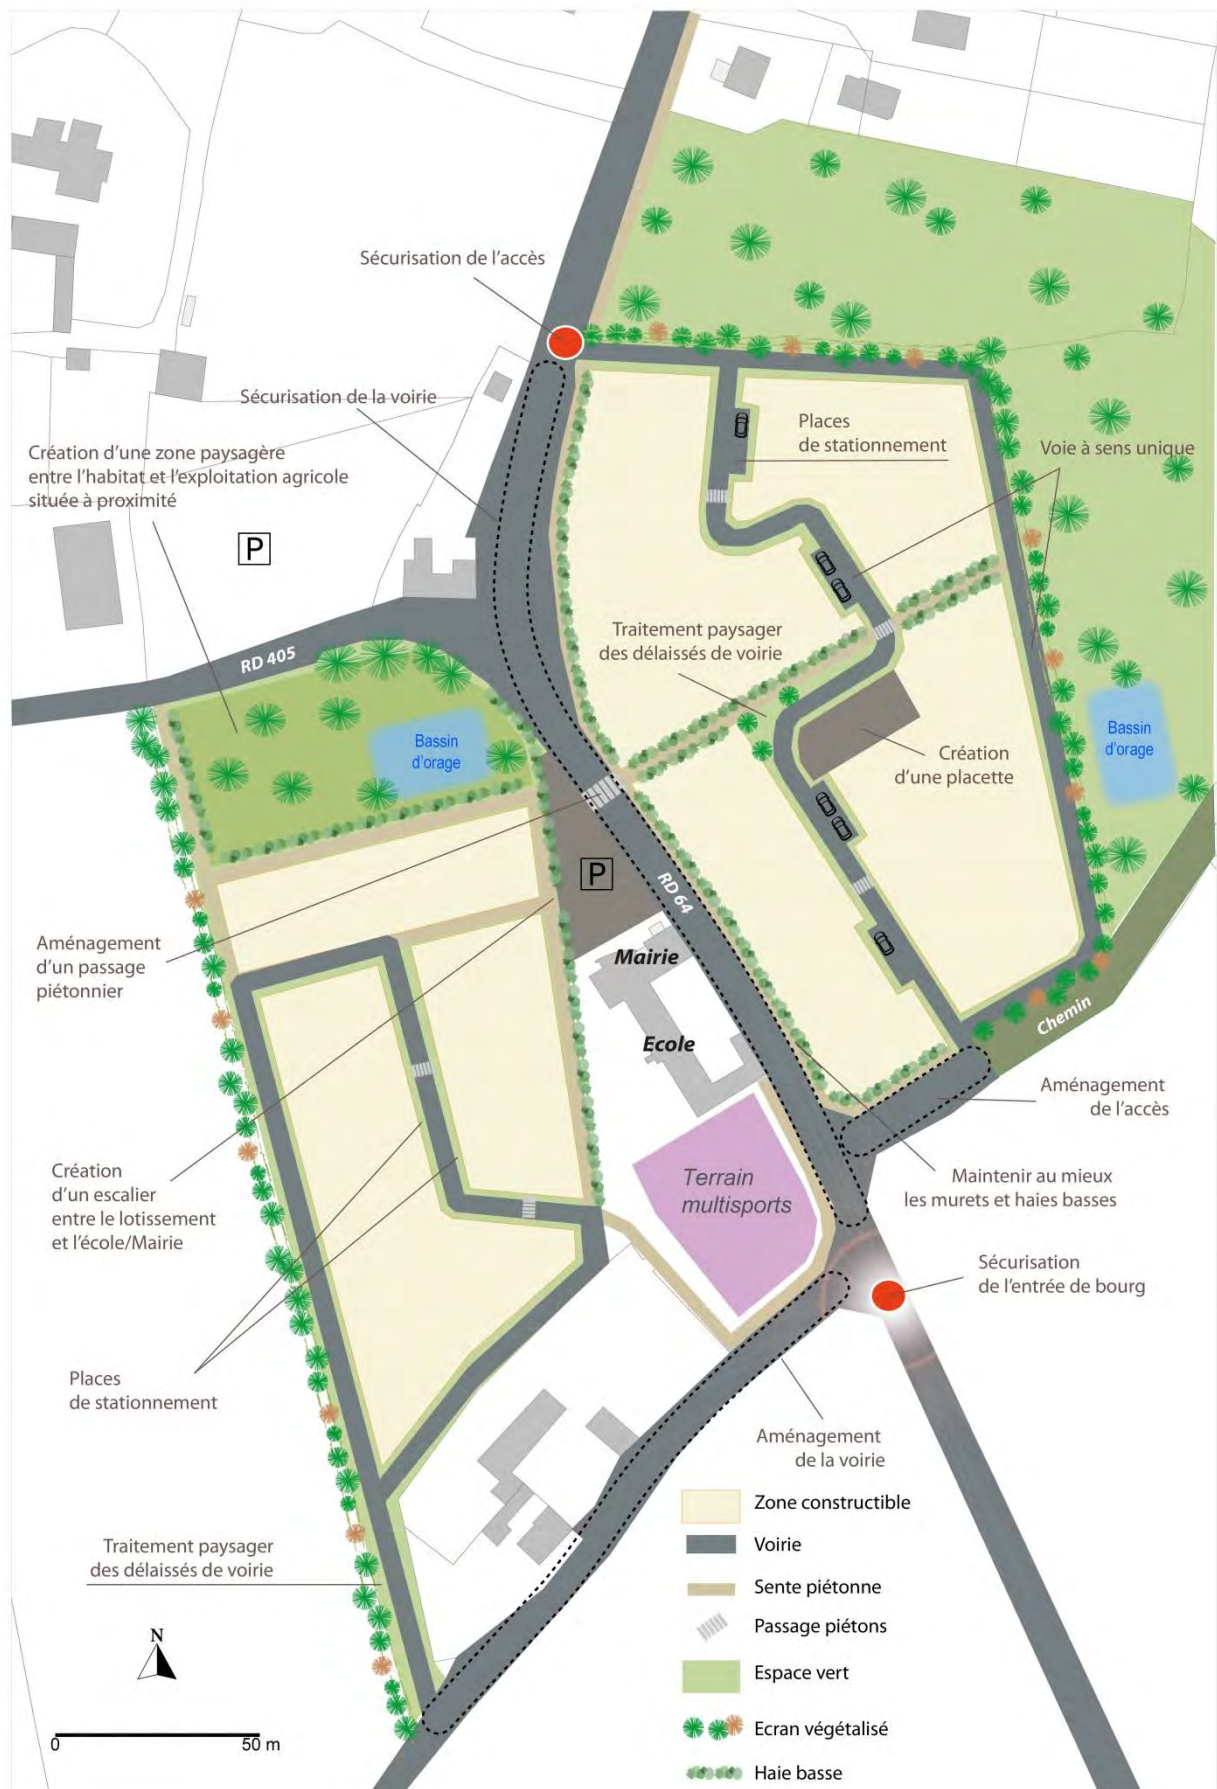 Sécurisation de l'accès
Sécurisation de la voirie
Création d'une zone paysagère
entre l'habitat et l'exploitation agricole
située à proximité
P
Places
de stationnement
Voie à sens unique
RD 405
Traitement paysager
des délaissés de voirie
Bassin
d'orage
Création
d'une placette
Bassin
d'orage
P
RD 64
Aménagement
d'un passage
piétonnier
Mairie
Ecole
Chemin
Aménagement
de l'accès
Création
d'un escalier
entre le lotissement
et l'école/Mairie
Terrain
multisports
Maintenir au mieux
les murets et haies basses
Sécurisation
de l'entrée de bourg
Places
de stationnement
Aménagement
de la voirie
Traitement paysager
des délaissés de voirie
N
0 50 m
Zone constructible
Voirie
Sente piétonne
Passage piétons
Espace vert
Ecran végétalisé
Haie basse